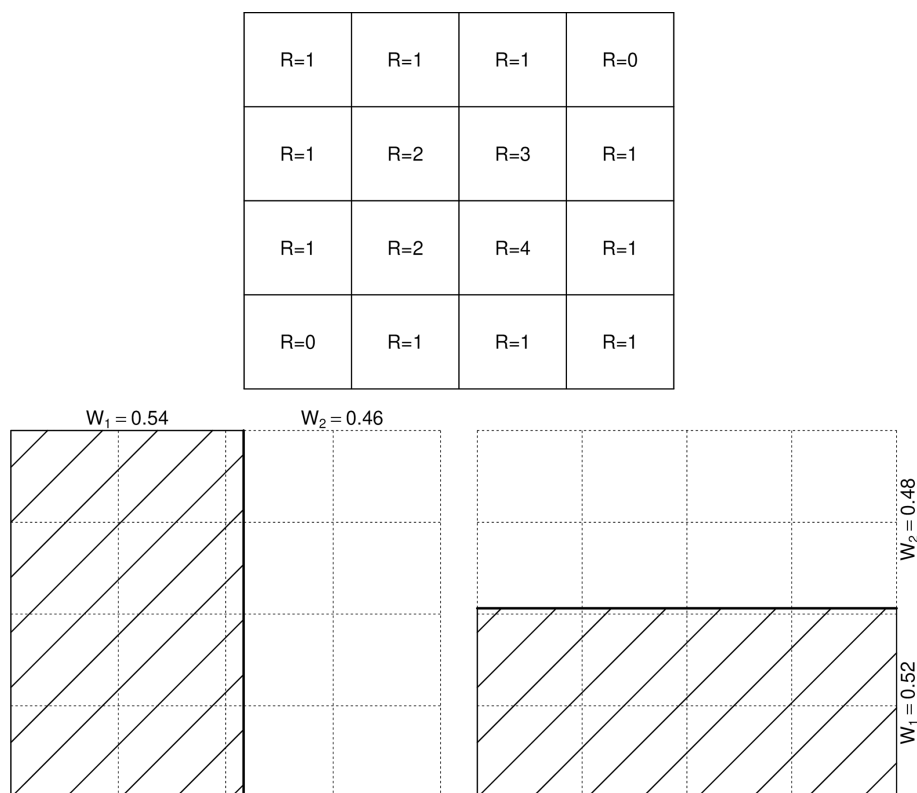 R=1 R=1 R=1 R=0
R=1 R=2 R=3 R=1
R=1 R=2 R=4 R=1
R=0 R=1 R=1 R=1
W₁ = 0.54 W₂ = 0.46
W₂ = 0.48
W₁ = 0.52